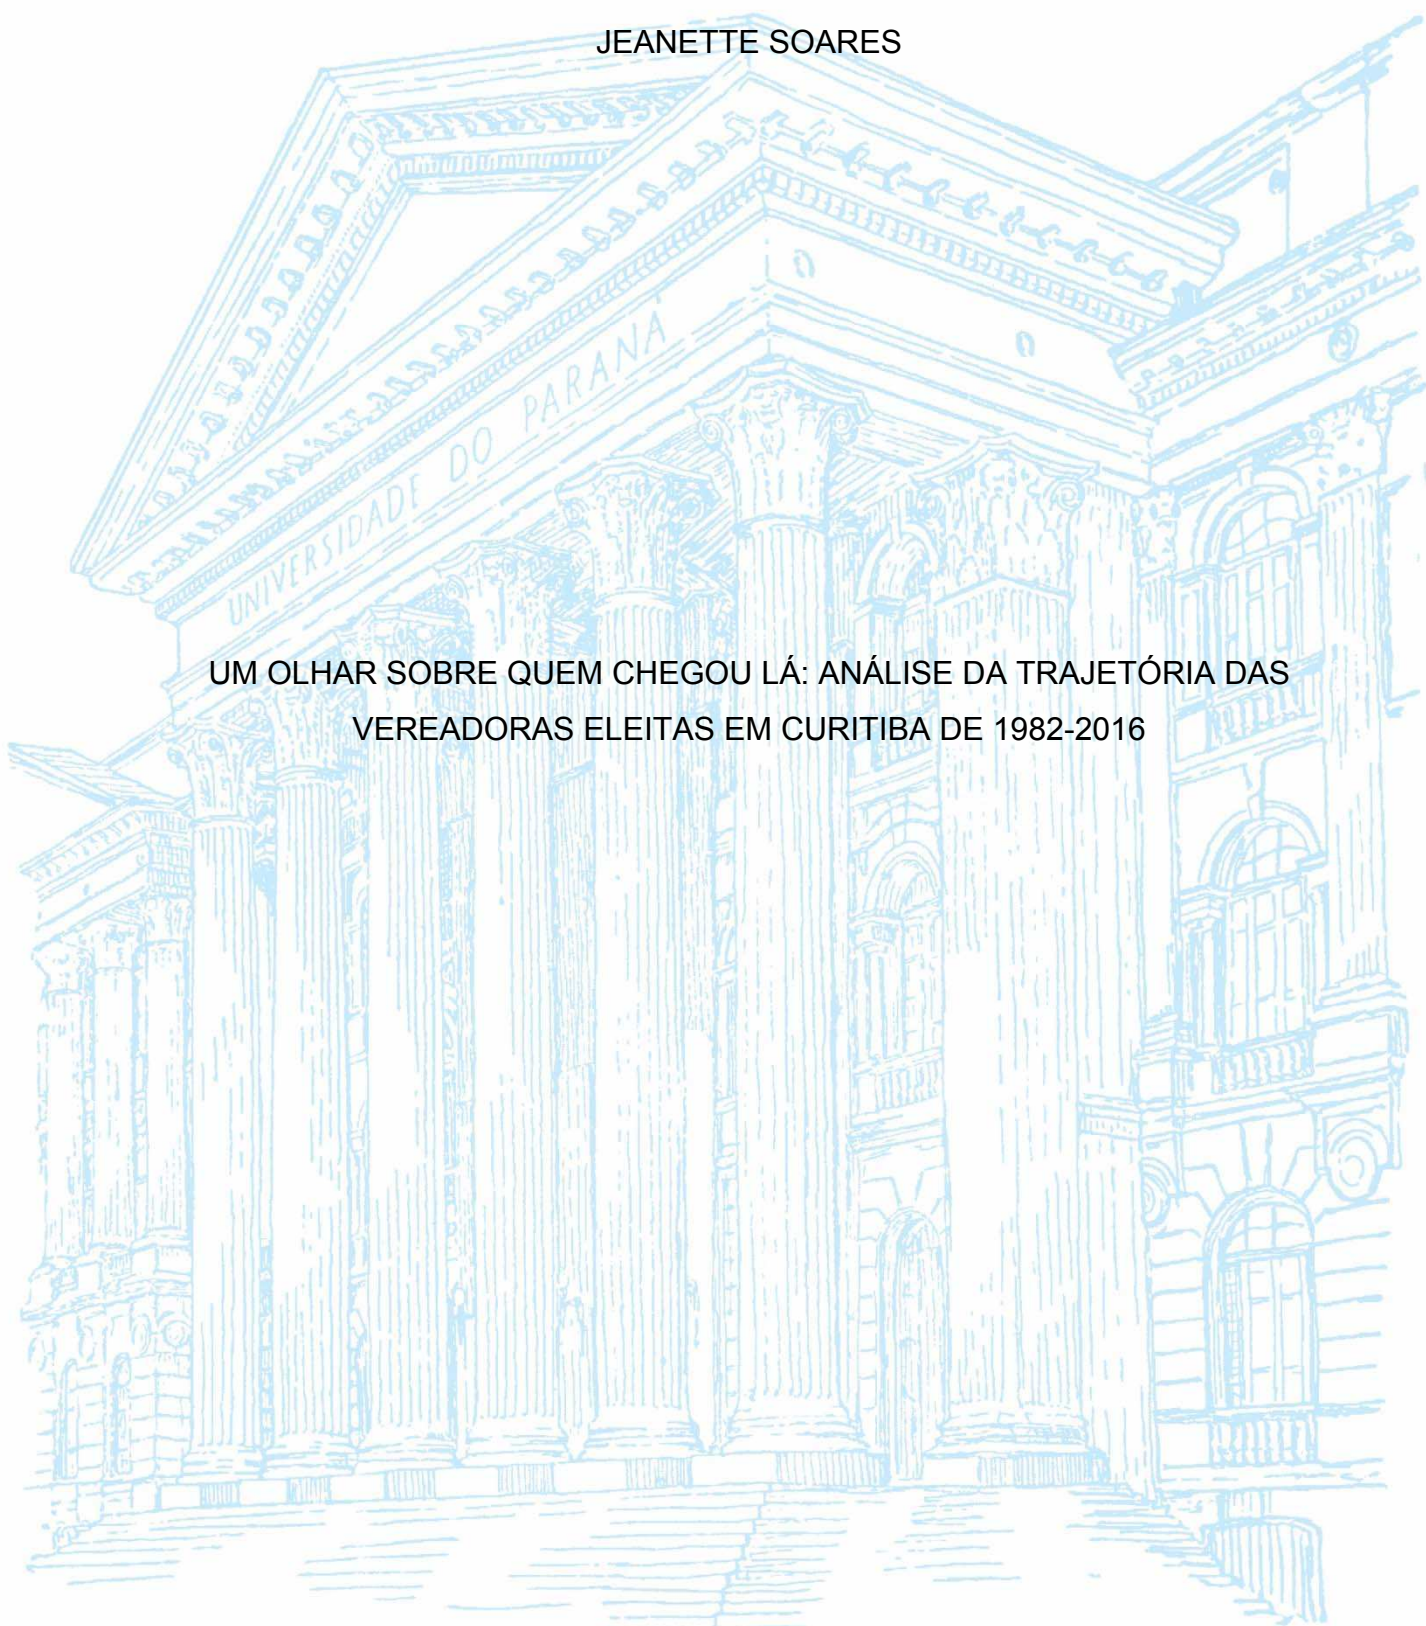 JEANETTE SOARES
UNIVERSIDADE DO PARANÁ
UM OLHAR SOBRE QUEM CHEGOU LÁ: ANÁLISE DA TRAJETÓRIA DAS
VEREADORAS ELEITAS EM CURITIBA DE 1982-2016